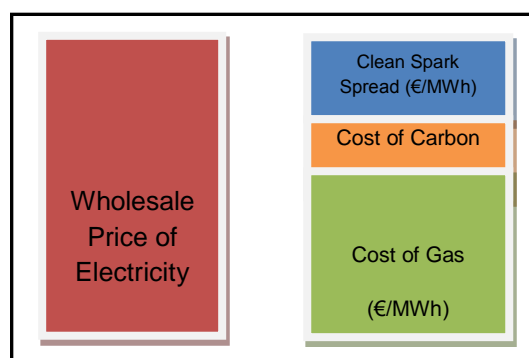 Wholesale
Price of
Electricity
Clean Spark
Spread (€/MWh)
Cost of Carbon
Cost of Gas
(€/MWh)